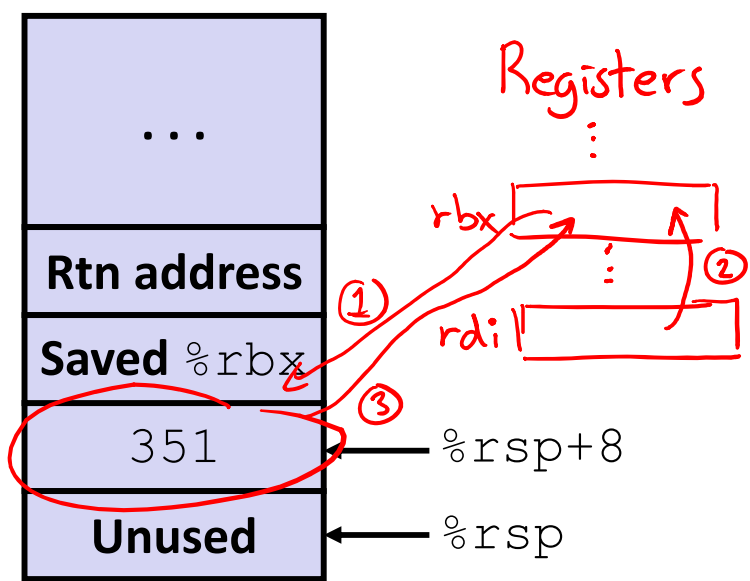 ...
Rtn address
Saved %rbx
351
Unused
%rsp+8
%rsp
Registers
⋮
rbx
⋮
rdi
①
②
③